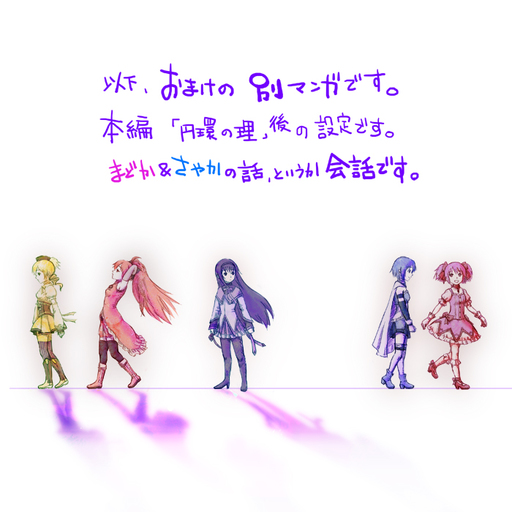 以下、おまけの 別マンガです。
本編「円環の理」後の設定です。
まどか&さやかの話、というか会話です。